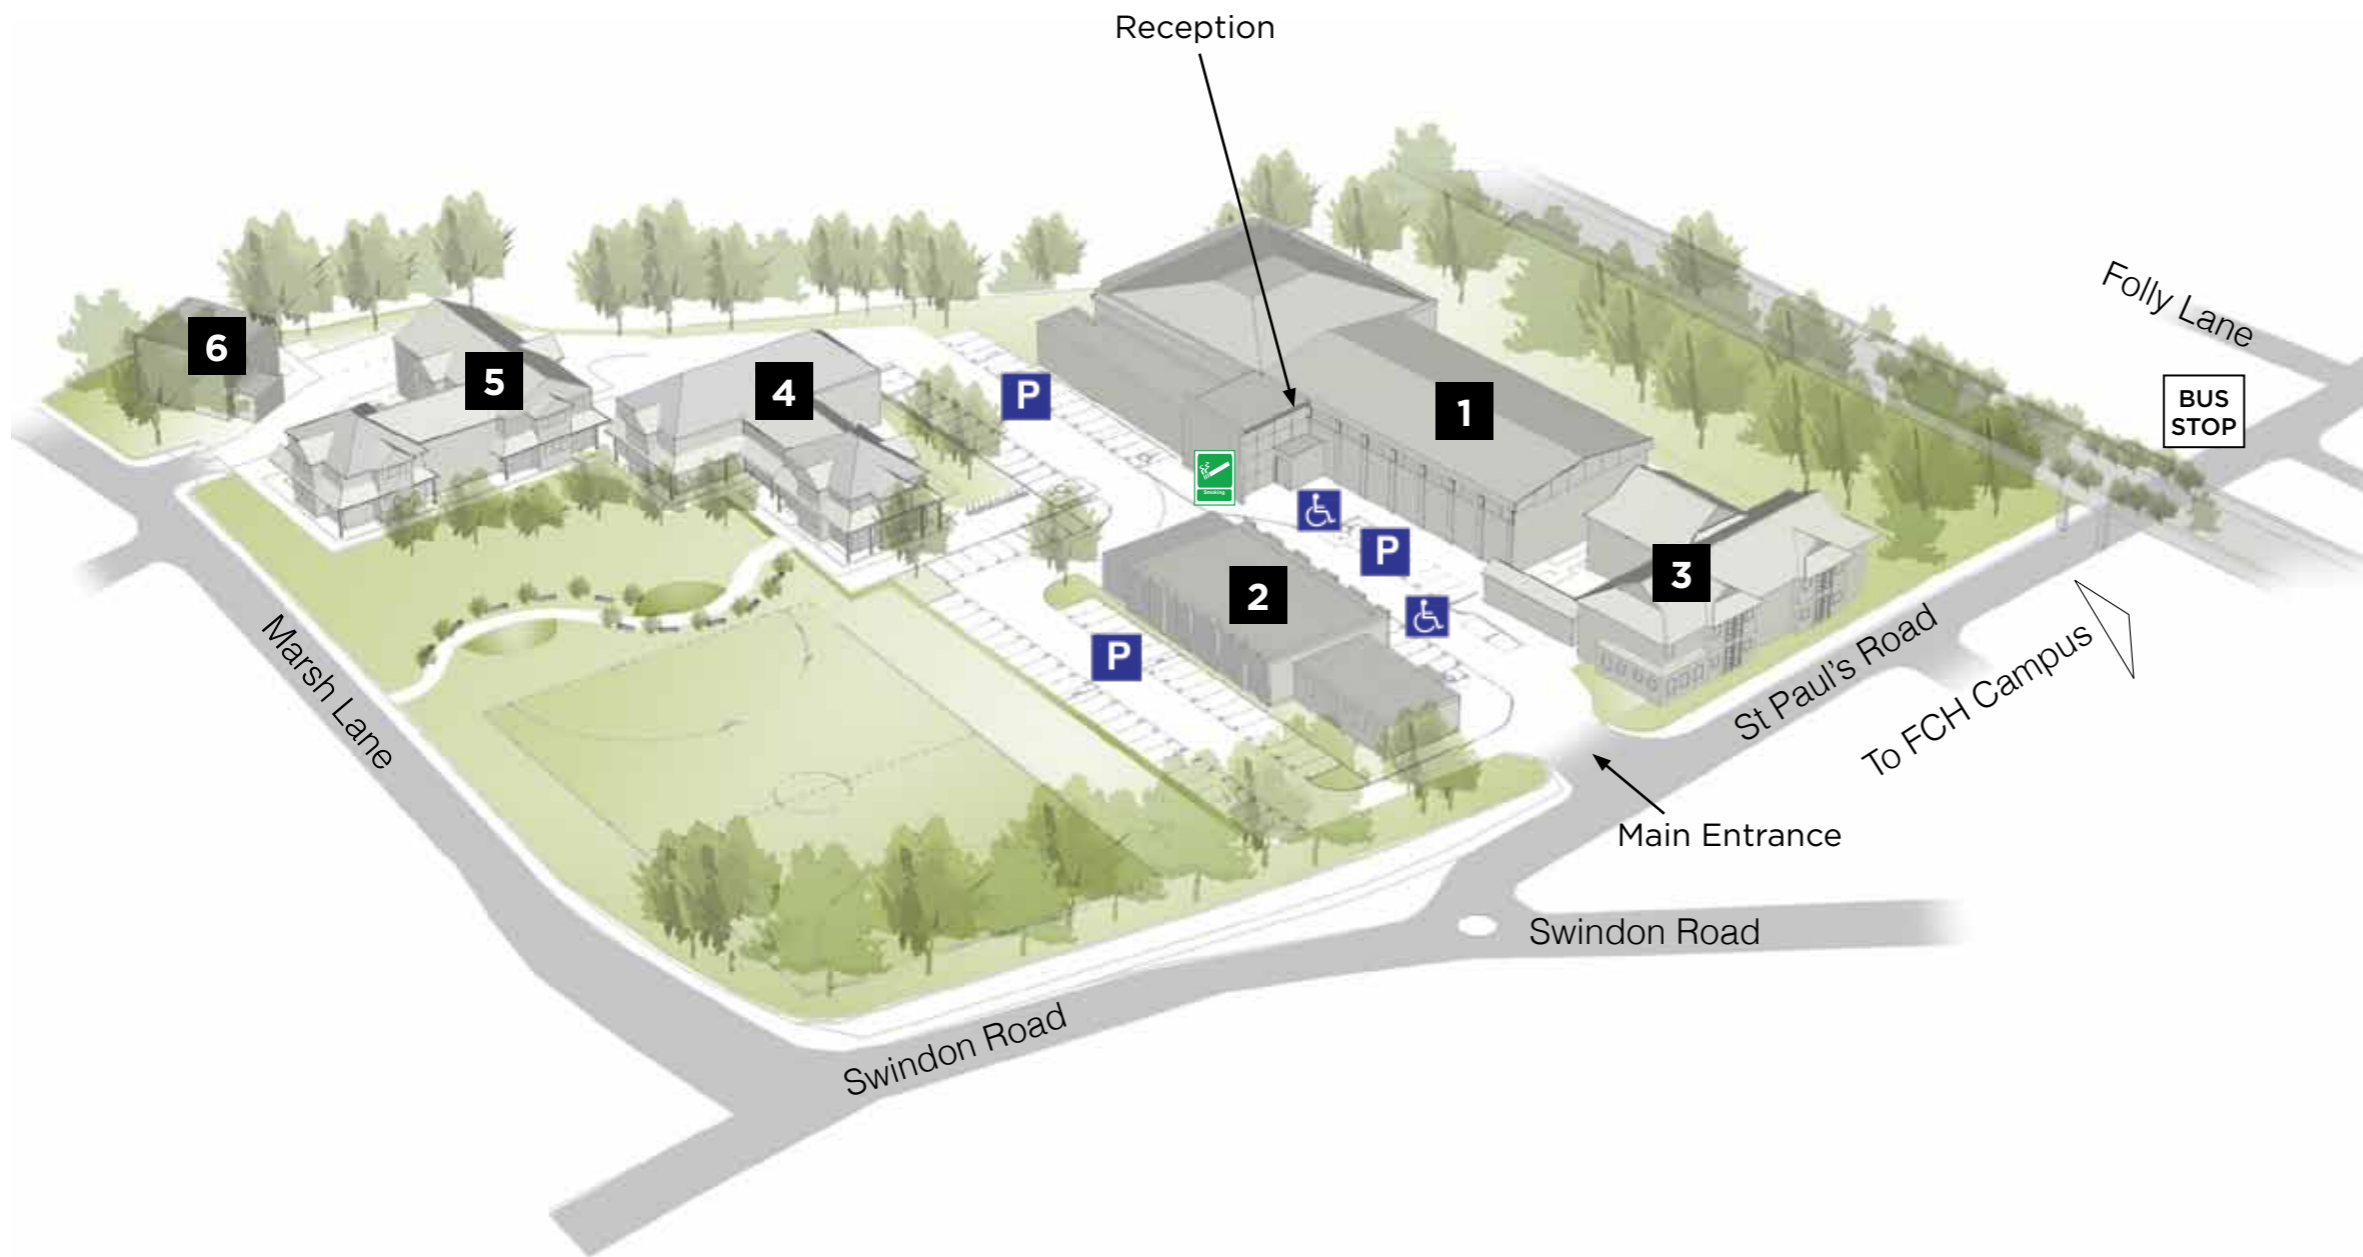 Reception
Folly Lane
BUS
STOP
6
5
4
P
1
Smoking
P
3
2
P
Marsh Lane
St Paul's Road
To FCH Campus
Main Entrance
Swindon Road
Swindon Road